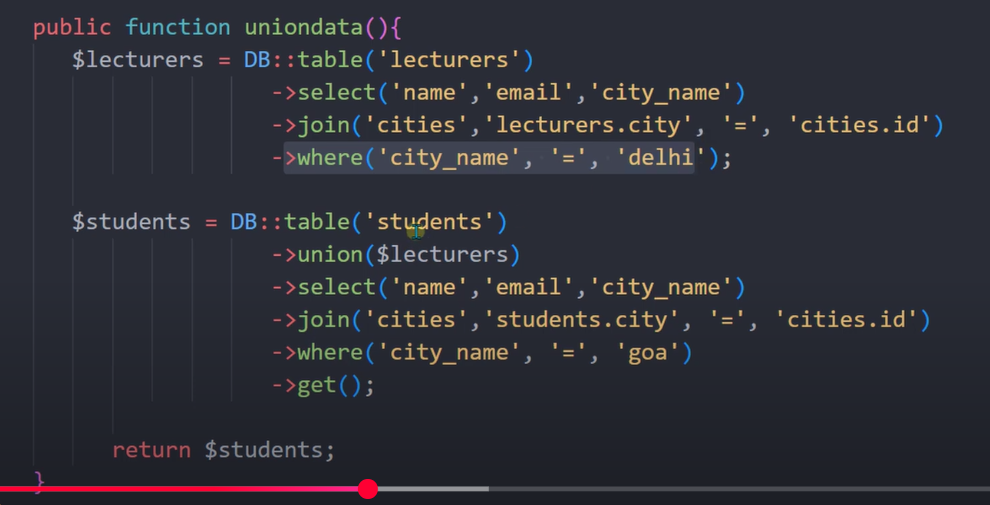 public function uniondata(){
$lecturers = DB::table('lecturers')
->select('name','email','city_name')
->join('cities','lecturers.city', '=', 'cities.id')
->where('city_name', '=', 'delhi');
$students = DB::table('students')
->union($lecturers)
->select('name','email','city_name')
->join('cities','students.city', '=', 'cities.id')
->where('city_name', '=', 'goa')
->get();
return $students;
}